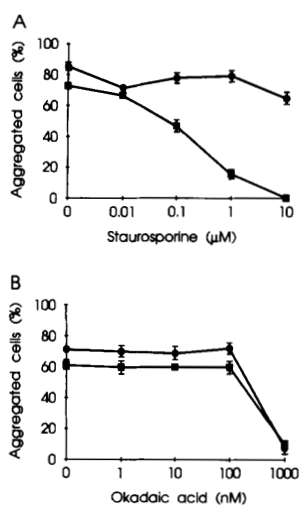 A
Aggregated cells (%)
100
80
60
40
20
0
0 0.01 0.1 1 10
Staurosporine (µM)
B
Aggregated cells (%)
100
80
60
40
20
0
0 1 10 100 1000
Okadaic acid (nM)